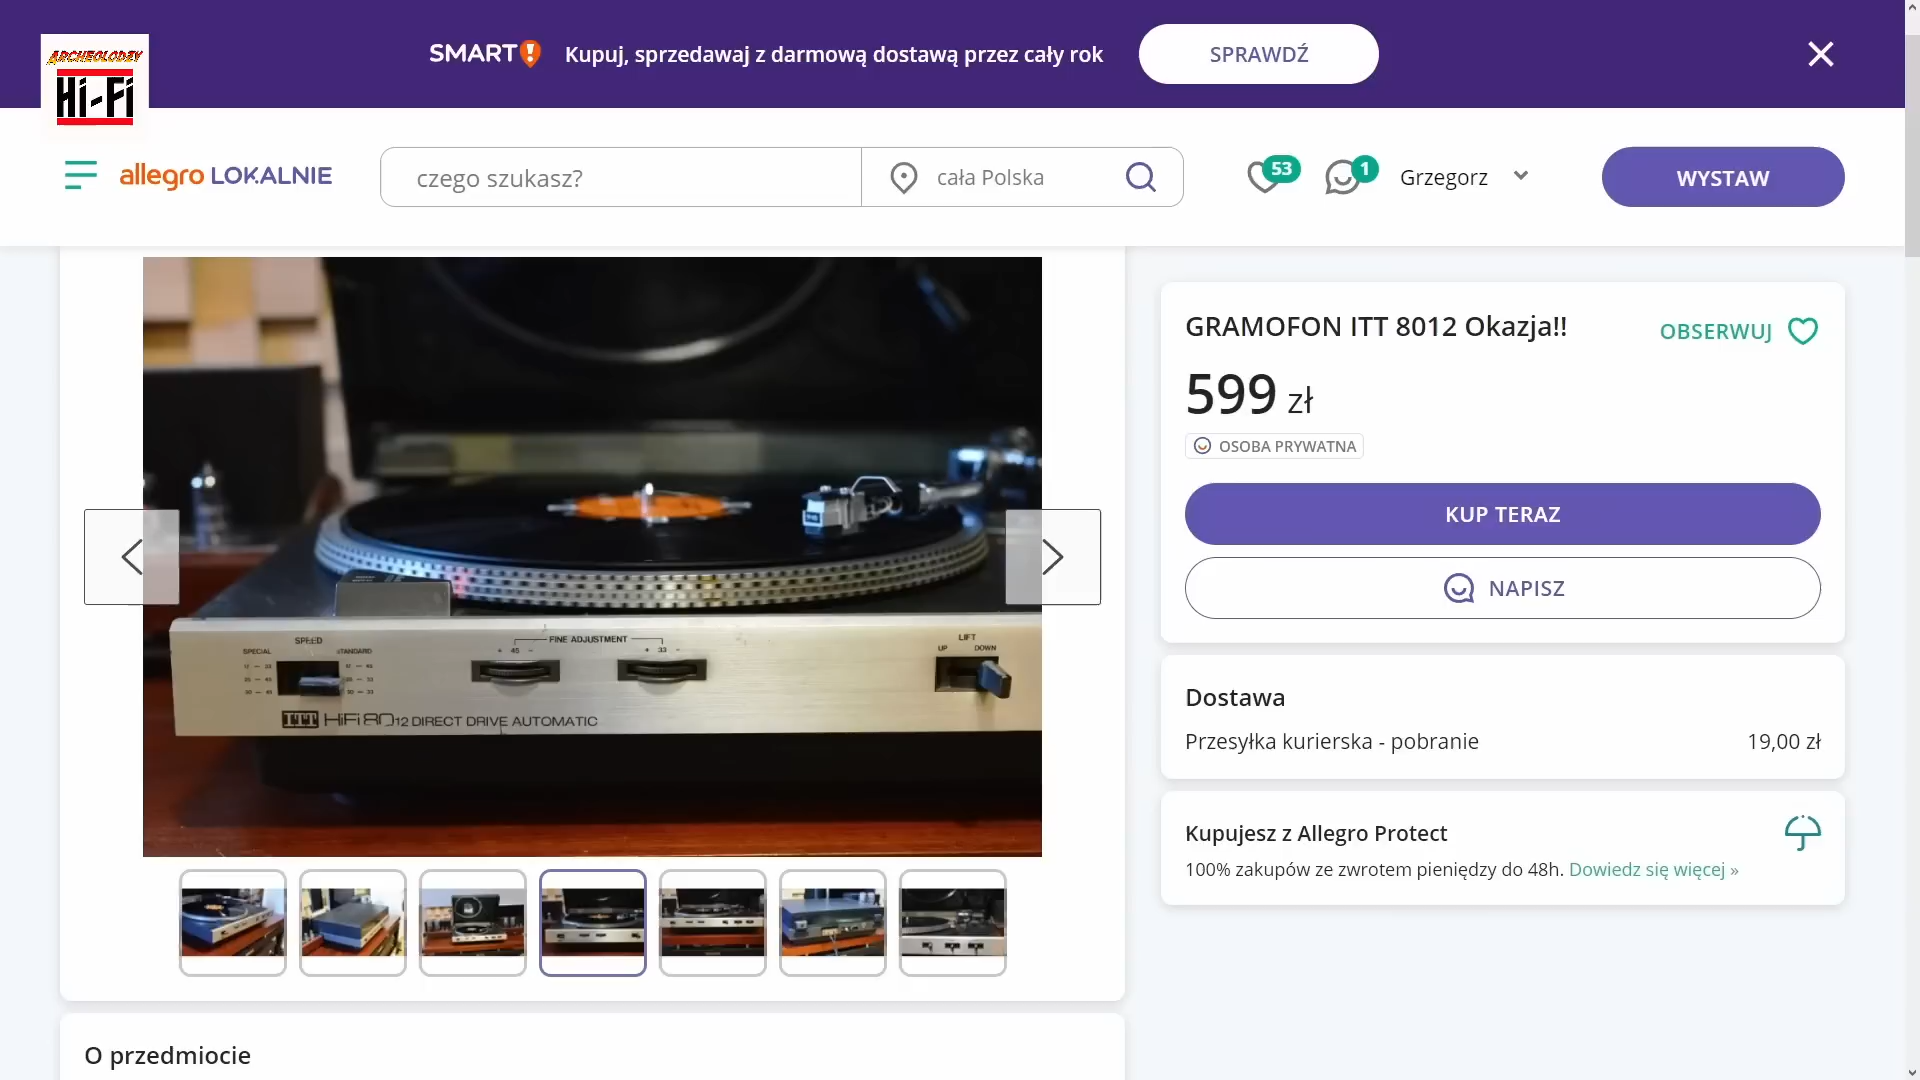 ARCHEOLODZY
Hi-Fi
SMART!
Kupuj, sprzedawaj z darmową dostawą przez cały rok
SPRAWDŹ
allegro LOKALNIE
czego szukasz?
cała Polska
53
1
Grzegorz
WYSTAW
SPEED
SPECIAL
STANDARD
FINE ADJUSTMENT
+ 45 -
+ 33 -
LIFT
UP DOWN
ITT HiFi 8012 DIRECT DRIVE AUTOMATIC
GRAMOFON ITT 8012 Okazja!!
OBSERWUJ
599 zł
OSOBA PRYWATNA
KUP TERAZ
NAPISZ
Dostawa
Przesyłka kurierska - pobranie 19,00 zł
Kupujesz z Allegro Protect
100% zakupów ze zwrotem pieniędzy do 48h. Dowiedz się więcej »
O przedmiocie